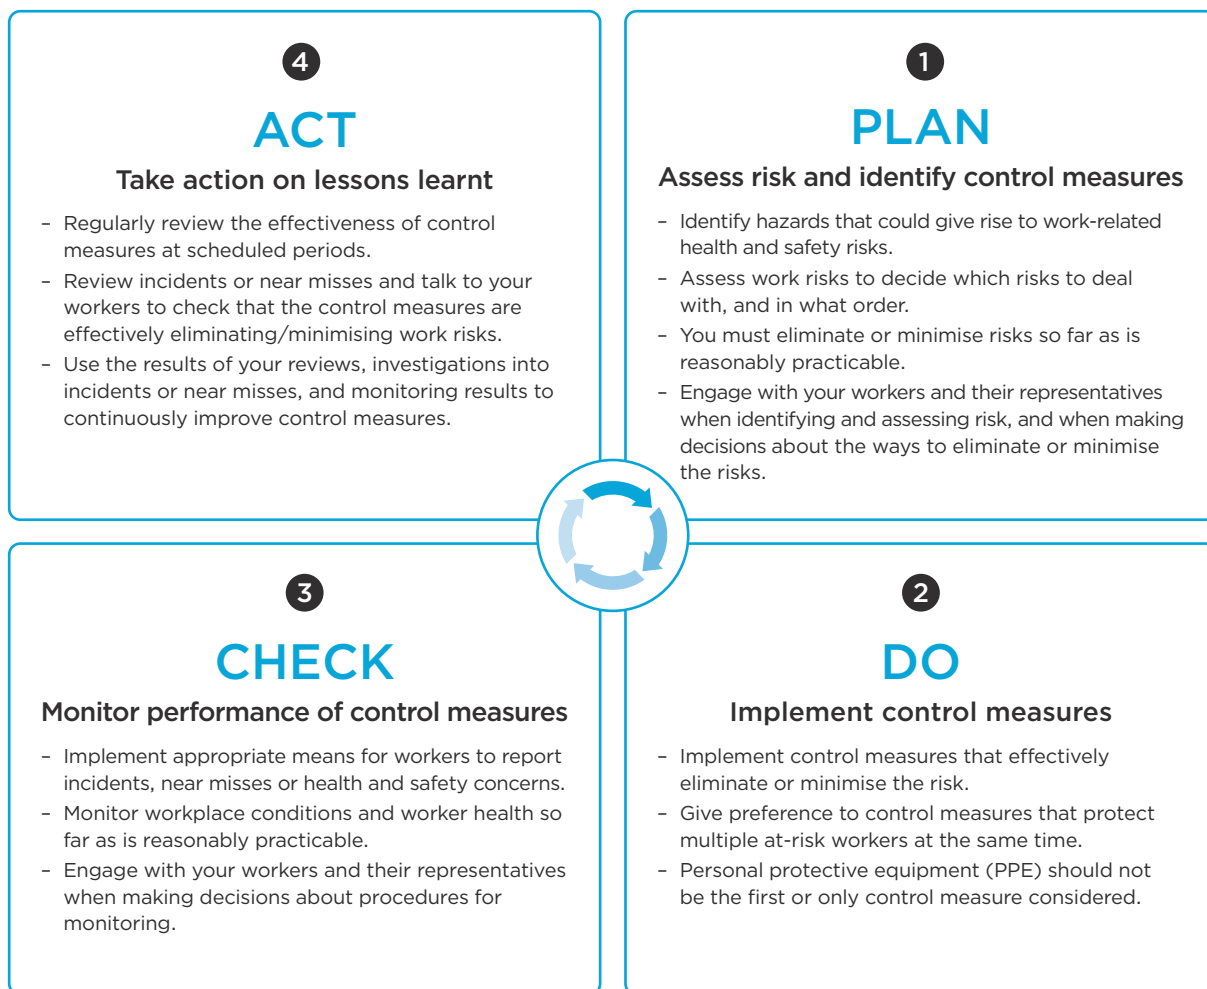 4
ACT
Take action on lessons learnt
– Regularly review the effectiveness of control
measures at scheduled periods.
– Review incidents or near misses and talk to your
workers to check that the control measures are
effectively eliminating/minimising work risks.
– Use the results of your reviews, investigations into
incidents or near misses, and monitoring results to
continuously improve control measures.
1
PLAN
Assess risk and identify control measures
– Identify hazards that could give rise to work-related
health and safety risks.
– Assess work risks to decide which risks to deal
with, and in what order.
– You must eliminate or minimise risks so far as is
reasonably practicable.
– Engage with your workers and their representatives
when identifying and assessing risk, and when making
decisions about the ways to eliminate or minimise
the risks.
3
CHECK
Monitor performance of control measures
– Implement appropriate means for workers to report
incidents, near misses or health and safety concerns.
– Monitor workplace conditions and worker health so
far as is reasonably practicable.
– Engage with your workers and their representatives
when making decisions about procedures for
monitoring.
2
DO
Implement control measures
– Implement control measures that effectively
eliminate or minimise the risk.
– Give preference to control measures that protect
multiple at-risk workers at the same time.
– Personal protective equipment (PPE) should not
be the first or only control measure considered.